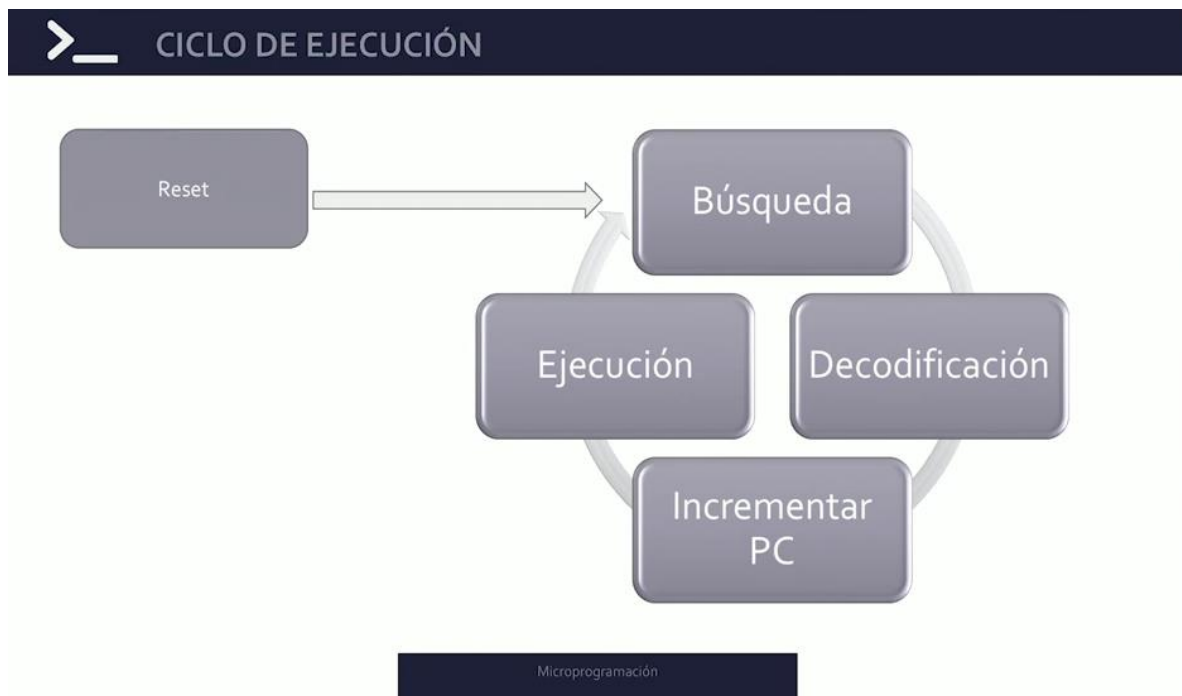 >_ CICLO DE EJECUCIÓN
Reset
Búsqueda
Ejecución
Decodificación
Incrementar
PC
Microprogramación